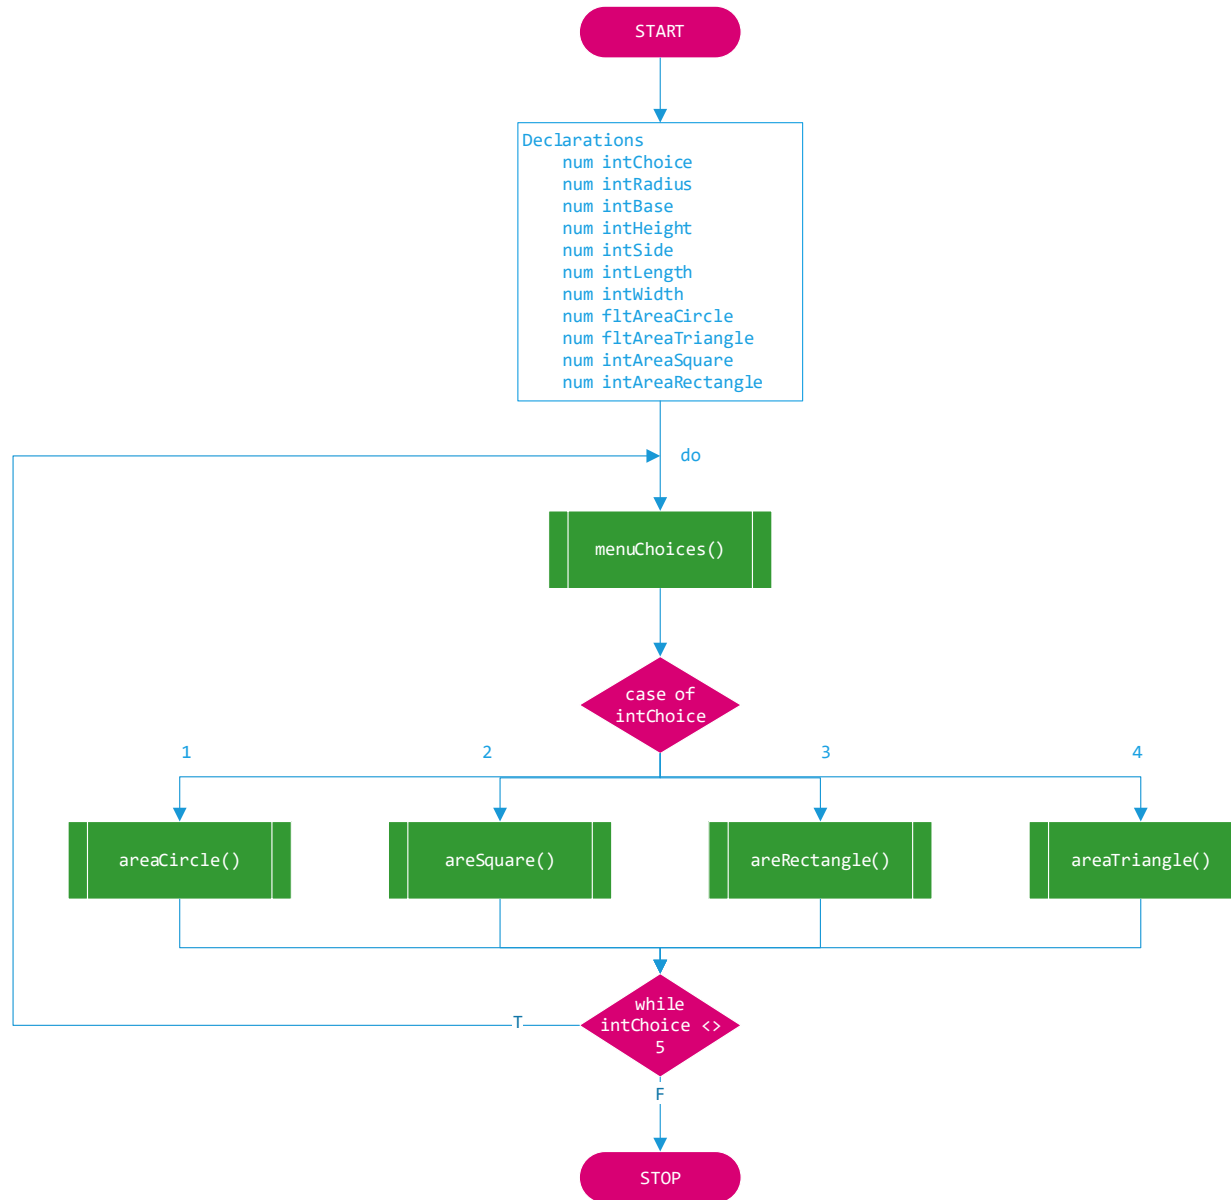 START
Declarations
num intChoice
num intRadius
num intBase
num intHeight
num intSide
num intLength
num intWidth
num fltAreaCircle
num fltAreaTriangle
num intAreaSquare
num intAreaRectangle
do
menuChoices()
case of
intChoice
1
2
3
4
areaCircle()
areSquare()
areRectangle()
areaTriangle()
while
intChoice <>
5
T
F
STOP